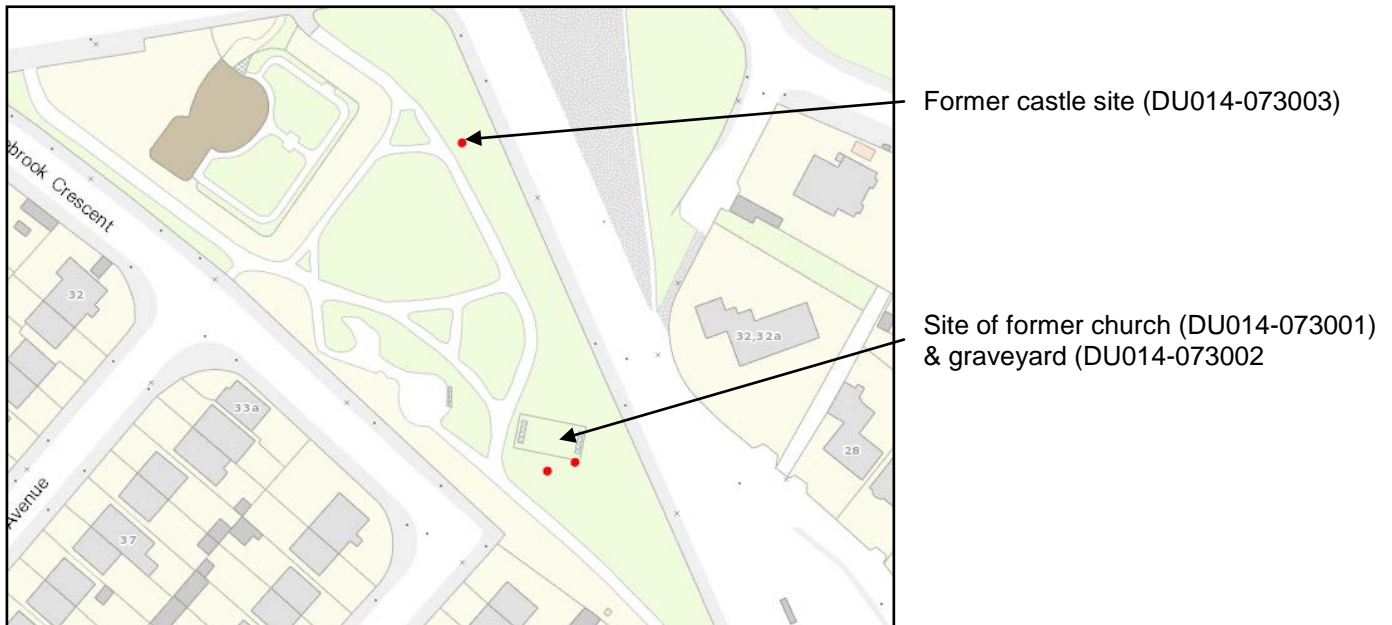 Former castle site (DU014-073003)
ebrook Crescent
32
33a
Avenue
37
32,32a
28
Site of former church (DU014-073001)
& graveyard (DU014-073002